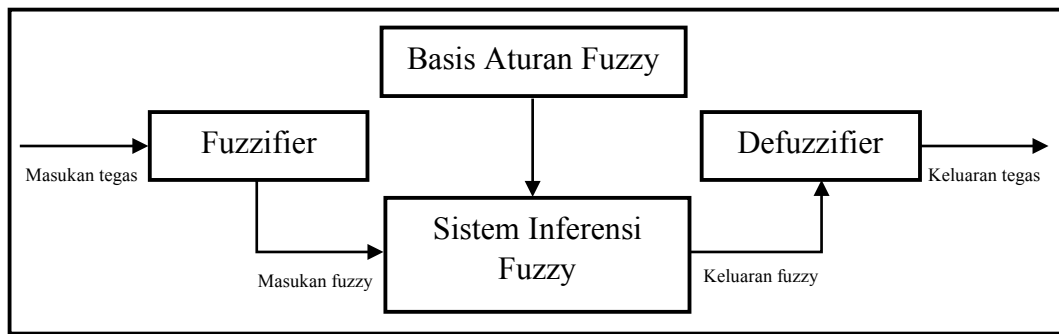 Basis Aturan Fuzzy
Fuzzifier
Defuzzifier
Masukan tegas
Keluaran tegas
Sistem Inferensi
Fuzzy
Masukan fuzzy
Keluaran fuzzy